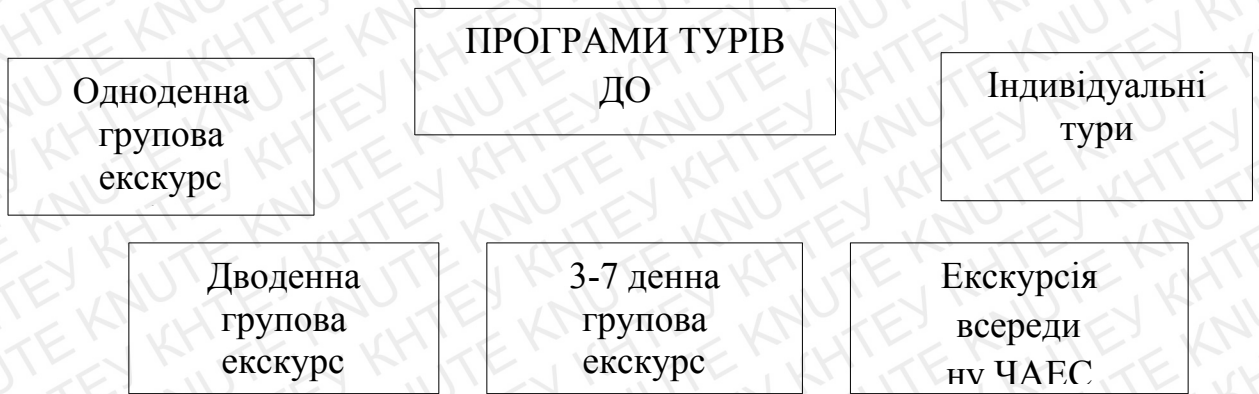 ПРОГРАМИ ТУРІВ
ДО
Одноденна
групова
екскурс
Індивідуальні
тури
Дводенна
групова
екскурс
3-7 денна
групова
екскурс
Екскурсія
всереди
ну ЧАЕС